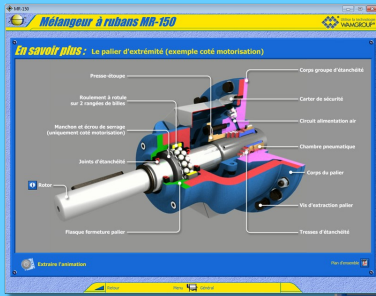 MR-150
Mélangeur à rubans MR-150
WAMGROUP
En savoir plus : Le palier d'extrémité (exemple coté motorisation)
Presse-étoupe
Corps groupe d'étanchéité
Roulement à rotule
sur 2 rangées de billes
Carter de sécurité
Manchon et écrou de serrage
(uniquement coté motorisation)
Circuit alimentation air
Chambre pneumatique
Joints d'étanchéité
Corps du palier
Rotor
Vis d'extraction palier
Flasque fermeture palier
Tresses d'étanchéité
Extraire l'animation
Plan d'ensemble
Retour
Menu
Général